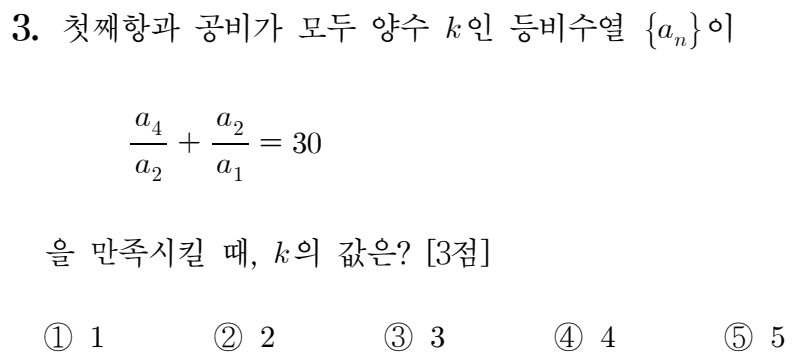 3. 첫째항과 공비가 모두 양수 k인 등비수열 {aₙ}이
a₄/a₂ + a₂/a₁ = 30
을 만족시킬 때, k의 값은? [3점]
① 1 ② 2 ③ 3 ④ 4 ⑤ 5